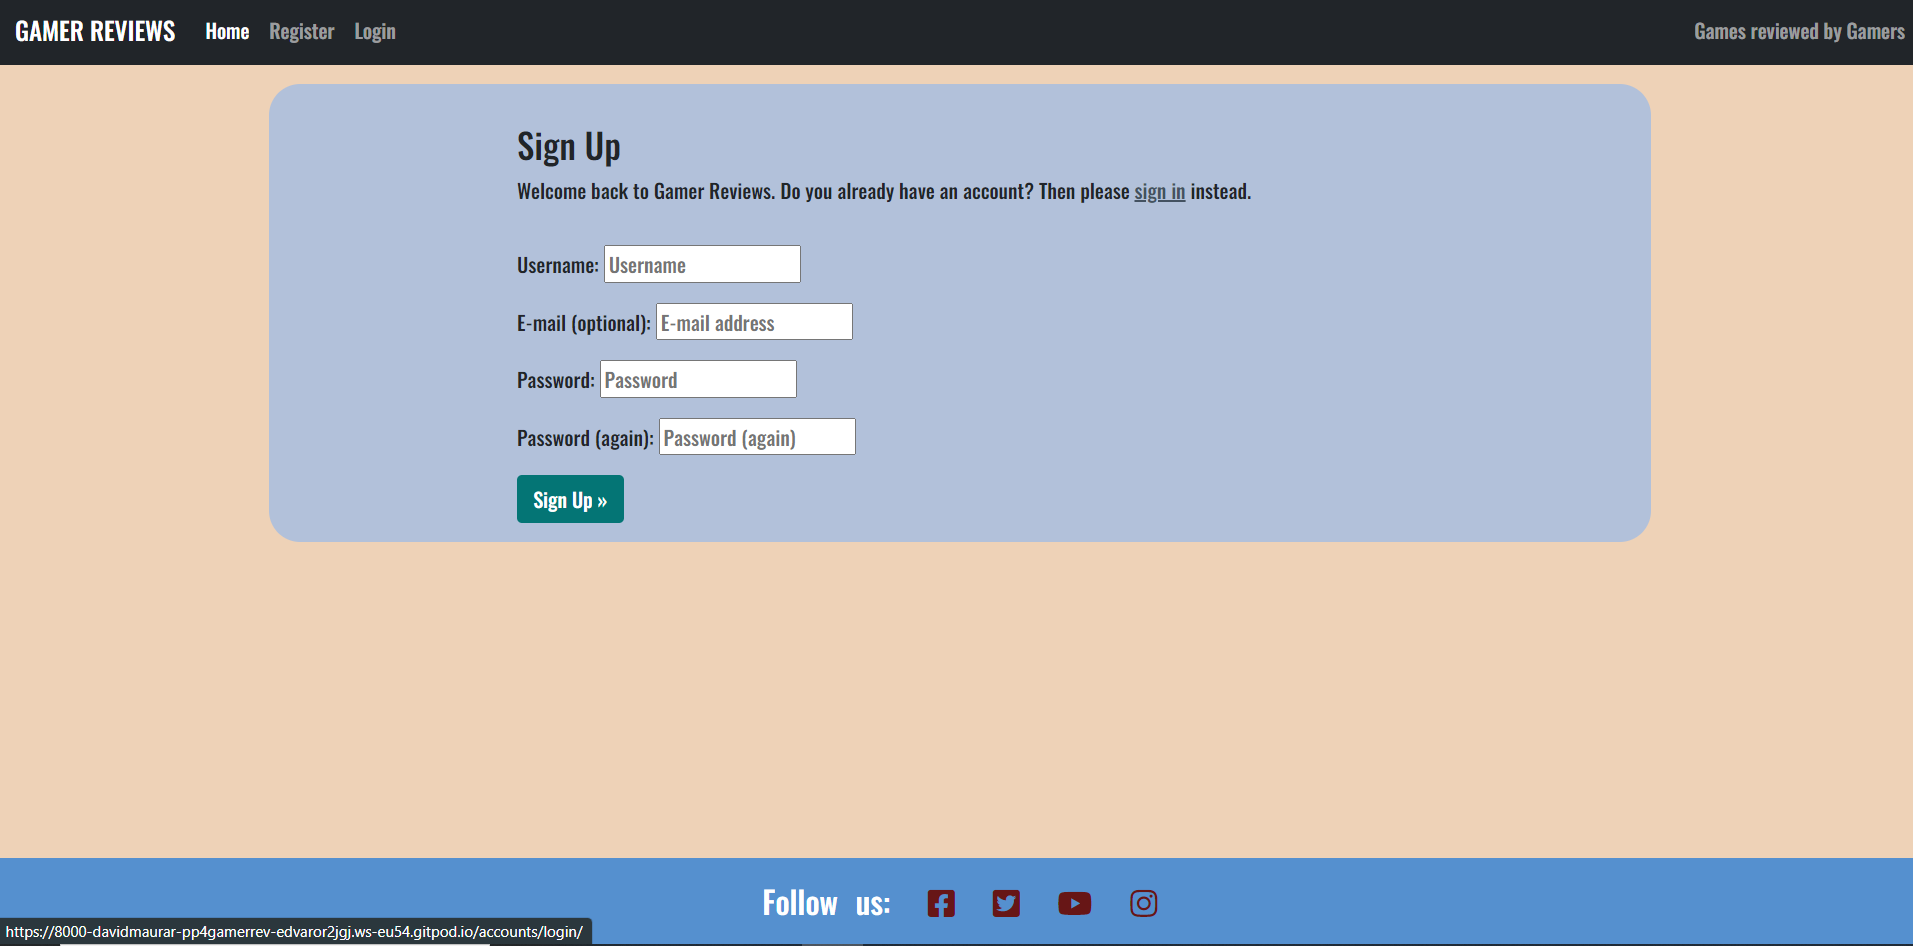 GAMER REVIEWS Home Register Login Games reviewed by Gamers
Sign Up
Welcome back to Gamer Reviews. Do you already have an account? Then please sign in instead.
Username: Username
E-mail (optional): E-mail address
Password: Password
Password (again): Password (again)
Sign Up »
Follow us:
https://8000-davidmaurar-pp4gamerrev-edvaror2jgj.ws-eu54.gitpod.io/accounts/login/